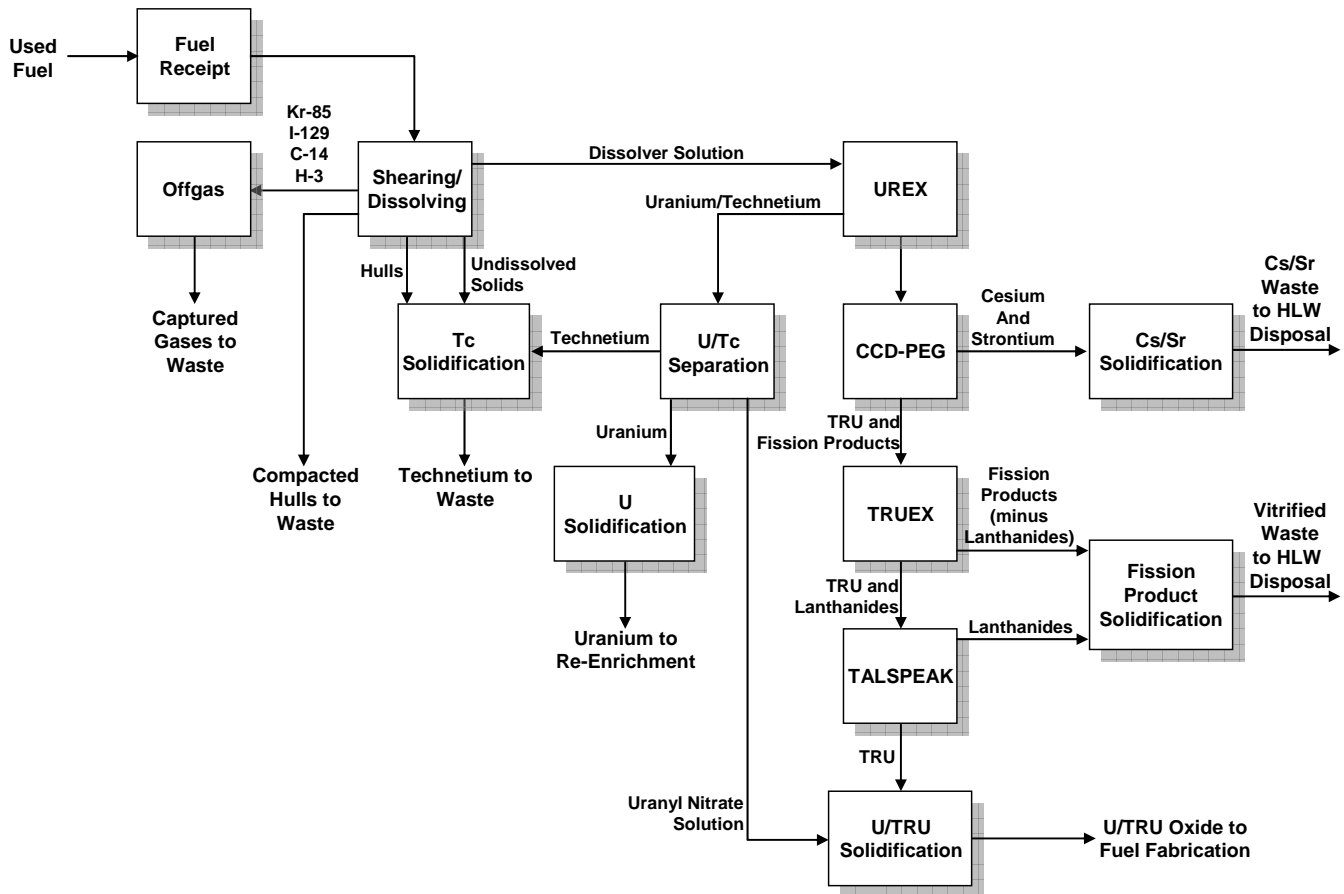 Used
Fuel
Fuel
Receipt
Kr-85
I-129
C-14
H-3
Offgas
Shearing/
Dissolving
Dissolver Solution
UREX
Uranium/Technetium
Hulls
Undissolved
Solids
Captured
Gases to
Waste
Tc
Solidification
Technetium
U/Tc
Separation
CCD-PEG
Cesium
And
Strontium
Cs/Sr
Solidification
Cs/Sr
Waste
to HLW
Disposal
Compacted
Hulls to
Waste
Technetium to
Waste
Uranium
U
Solidification
Uranium to
Re-Enrichment
TRU and
Fission Products
TRUEX
Fission
Products
(minus
Lanthanides)
Fission
Product
Solidification
Vitrified
Waste
to HLW
Disposal
TRU and
Lanthanides
TALSPEAK
Lanthanides
TRU
Uranyl Nitrate
Solution
U/TRU
Solidification
U/TRU Oxide to
Fuel Fabrication